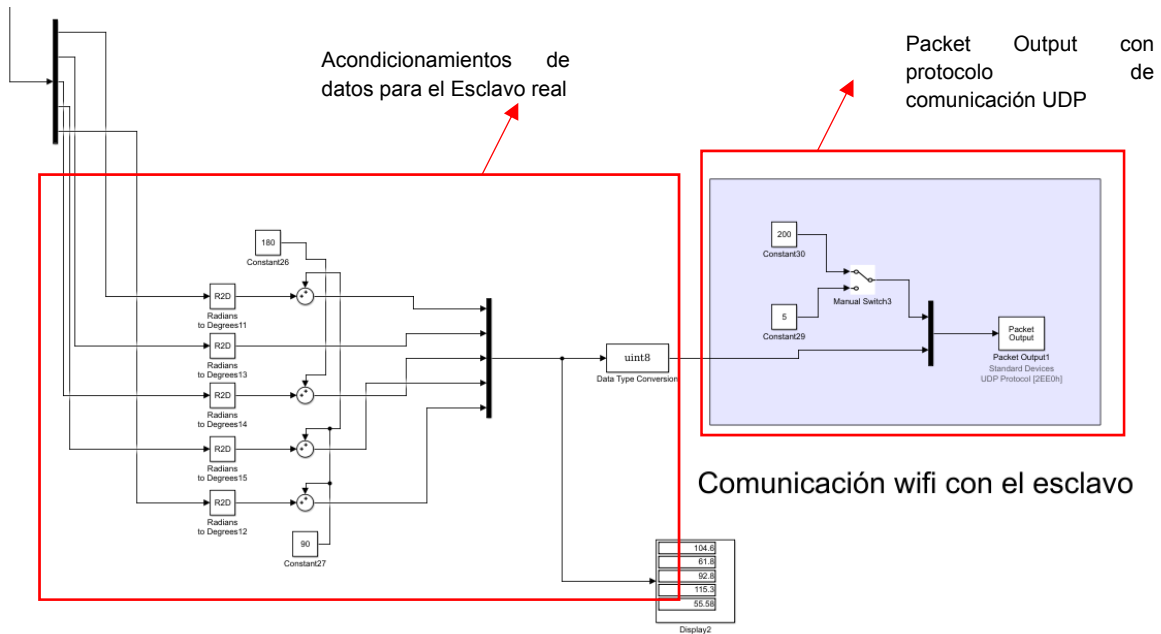 Acondicionamientos de
datos para el Esclavo real
Packet Output con
protocolo de
comunicación UDP
180
Constant26
R2D
Radians
to Degrees11
R2D
Radians
to Degrees13
R2D
Radians
to Degrees14
R2D
Radians
to Degrees15
R2D
Radians
to Degrees12
90
Constant27
uint8
Data Type Conversion
200
Constant30
Manual Switch3
5
Constant29
Packet
Output
Packet Output1
Standard Devices
UDP Protocol [2EE0h]
Comunicación wifi con el esclavo
104.6
61.8
92.8
115.3
55.58
Display2